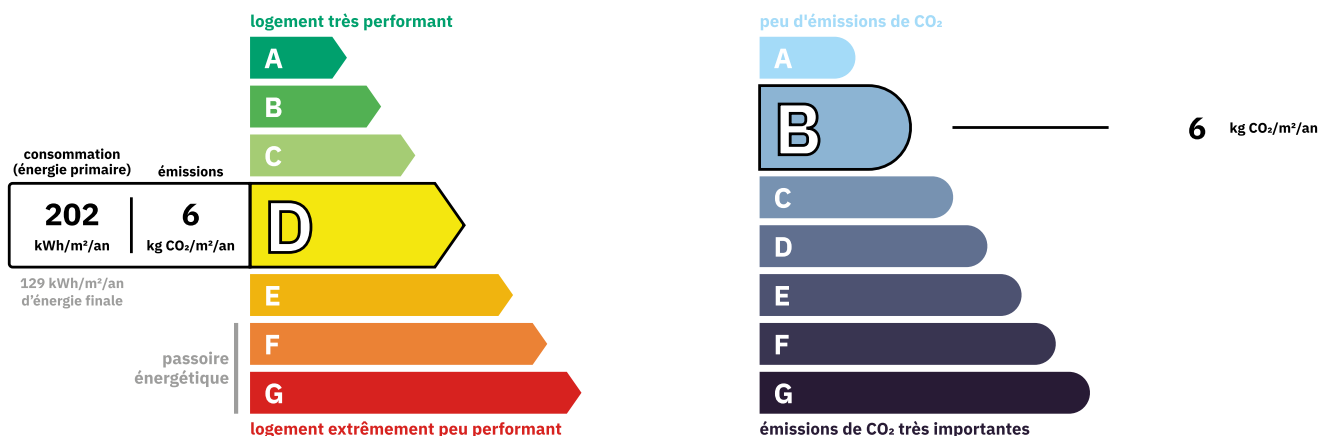 logement très performant
A
B
C
consommation
(énergie primaire)
émissions
202
kWh/m²/an
6
kg CO₂/m²/an
D
129 kWh/m²/an
d'énergie finale
E
passoire
énergétique
F
G
logement extrêmement peu performant
peu d'émissions de CO₂
A
B
6 kg CO₂/m²/an
C
D
E
F
G
émissions de CO₂ très importantes